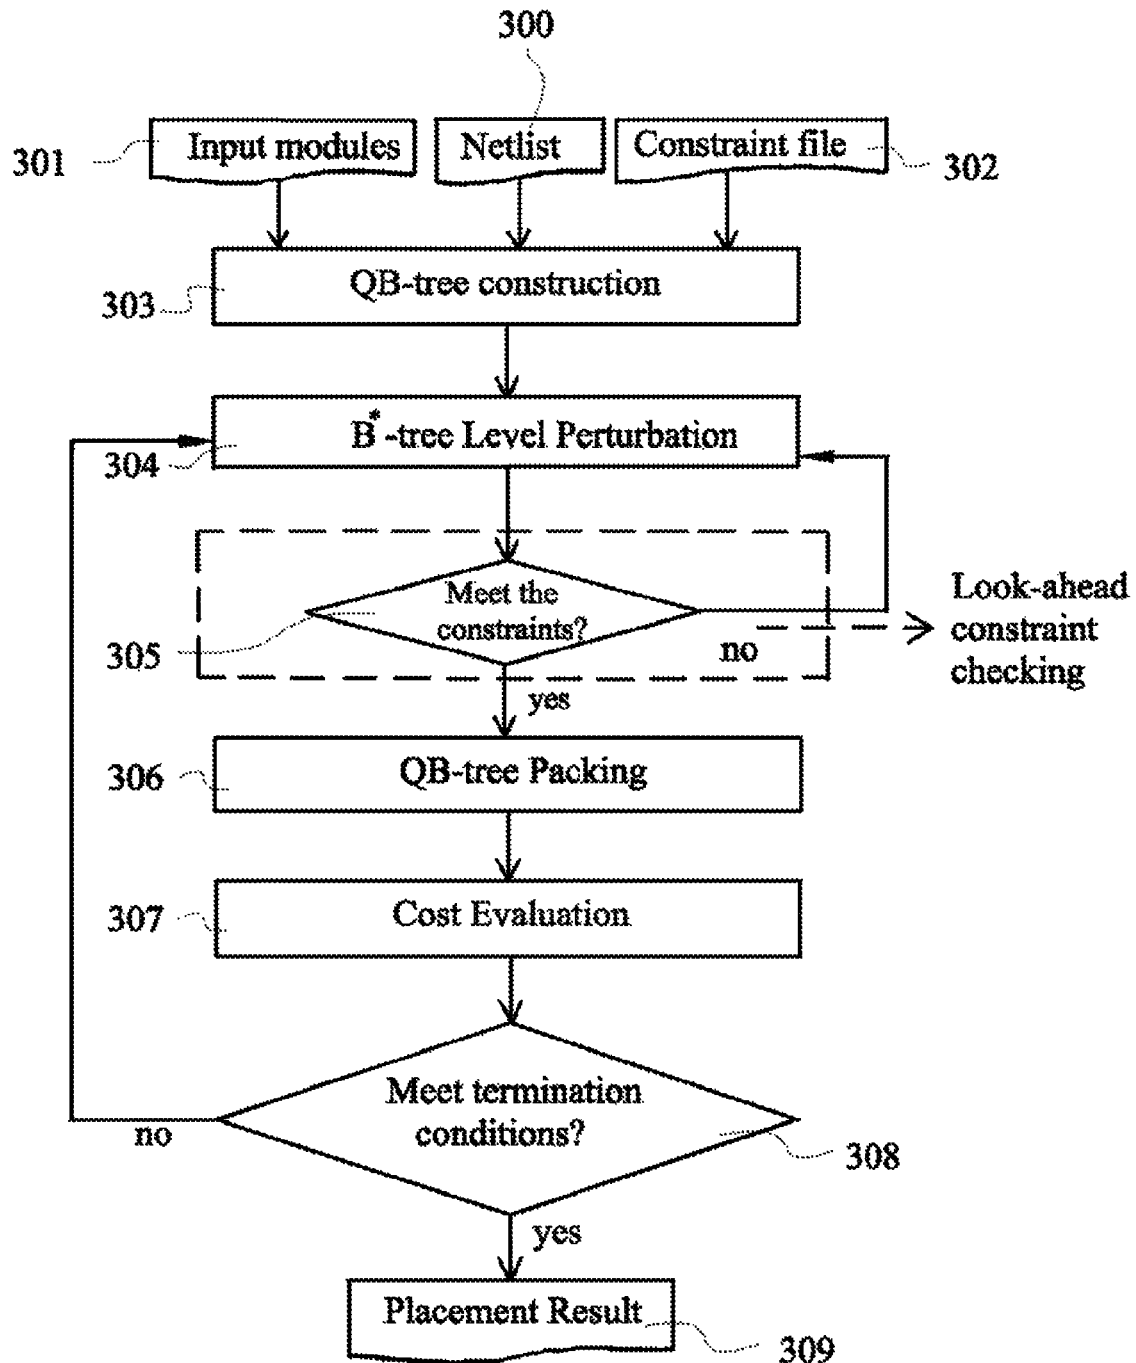 300
301
Input modules
Netlist
Constraint file
302
303
QB-tree construction
304
B*-tree Level Perturbation
305
Meet the
constraints?
no
Look-ahead
constraint
checking
yes
306
QB-tree Packing
307
Cost Evaluation
Meet termination
conditions?
no
308
yes
Placement Result
309